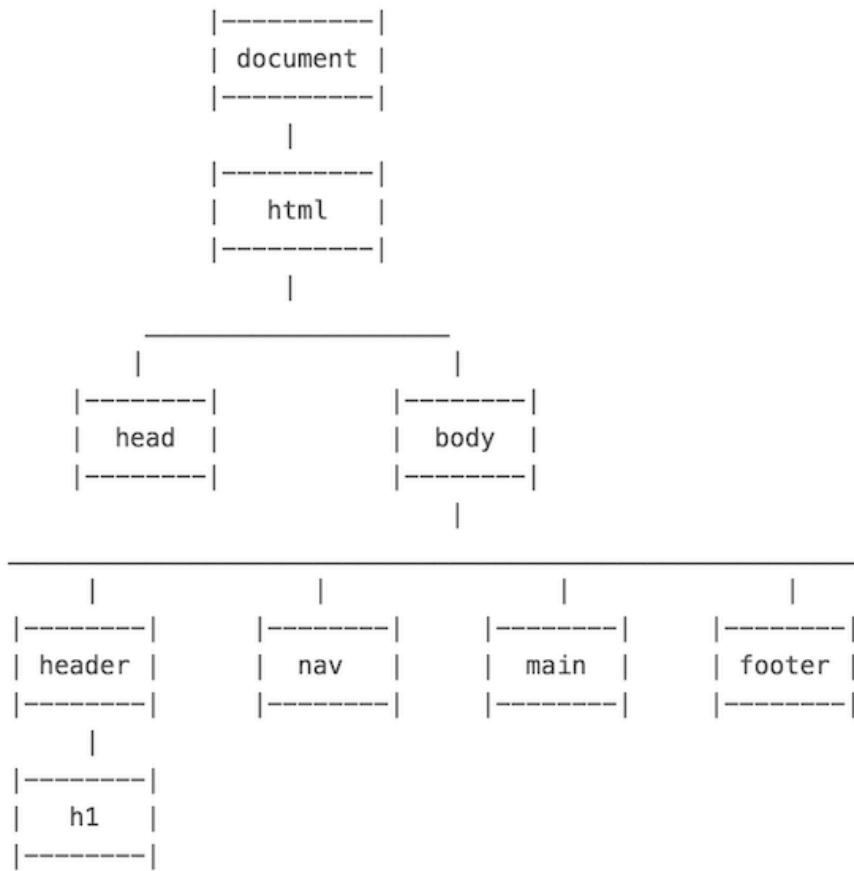 document
html
head body
header nav main footer
h1